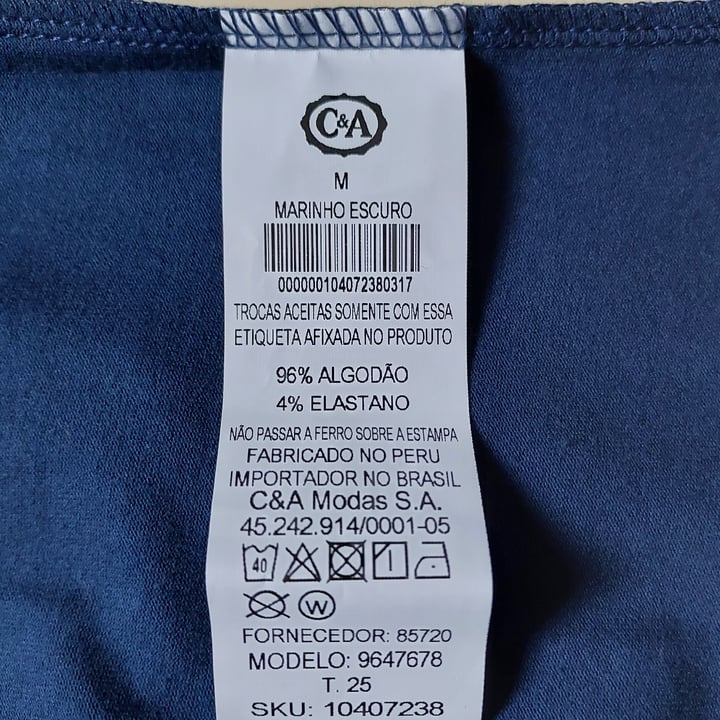 C&A
M
MARINHO ESCURO
000000104072380317
TROCAS ACEITAS SOMENTE COM ESSA
ETIQUETA AFIXADA NO PRODUTO
96% ALGODÃO
4% ELASTANO
NÃO PASSAR A FERRO SOBRE A ESTAMPA
FABRICADO NO PERU
IMPORTADOR NO BRASIL
C&A Modas S.A.
45.242.914/0001-05
40
W
FORNECEDOR: 85720
MODELO: 9647678
T. 25
SKU: 10407238